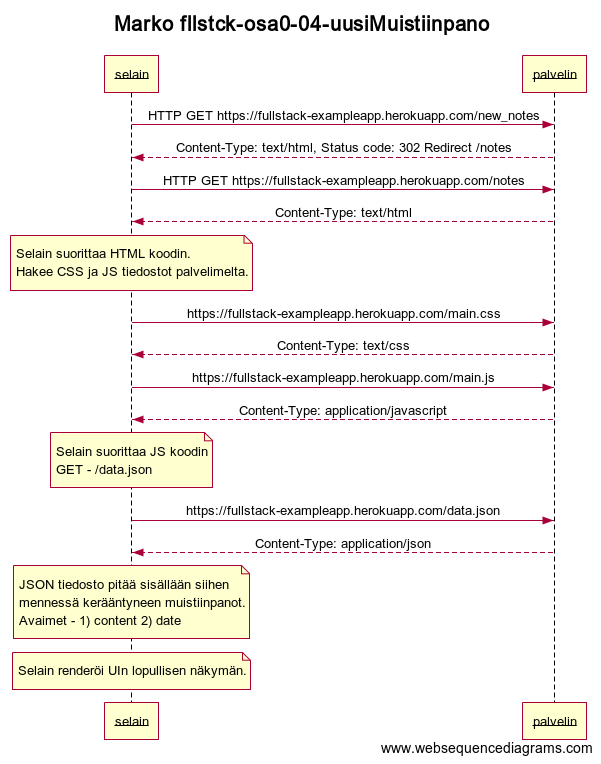 Marko fllstck-osa0-04-uusiMuistiinpano
selain
palvelin
HTTP GET https://fullstack-exampleapp.herokuapp.com/new_notes
Content-Type: text/html, Status code: 302 Redirect /notes
HTTP GET https://fullstack-exampleapp.herokuapp.com/notes
Content-Type: text/html
Selain suorittaa HTML koodin.
Hakee CSS ja JS tiedostot palvelimelta.
https://fullstack-exampleapp.herokuapp.com/main.css
Content-Type: text/css
https://fullstack-exampleapp.herokuapp.com/main.js
Content-Type: application/javascript
Selain suorittaa JS koodin
GET - /data.json
https://fullstack-exampleapp.herokuapp.com/data.json
Content-Type: application/json
JSON tiedosto pitää sisällään siihen
mennessä kerääntyneen muistiinpanot.
Avaimet - 1) content 2) date
Selain renderöi UIn lopullisen näkymän.
selain
palvelin
www.websequencediagrams.com